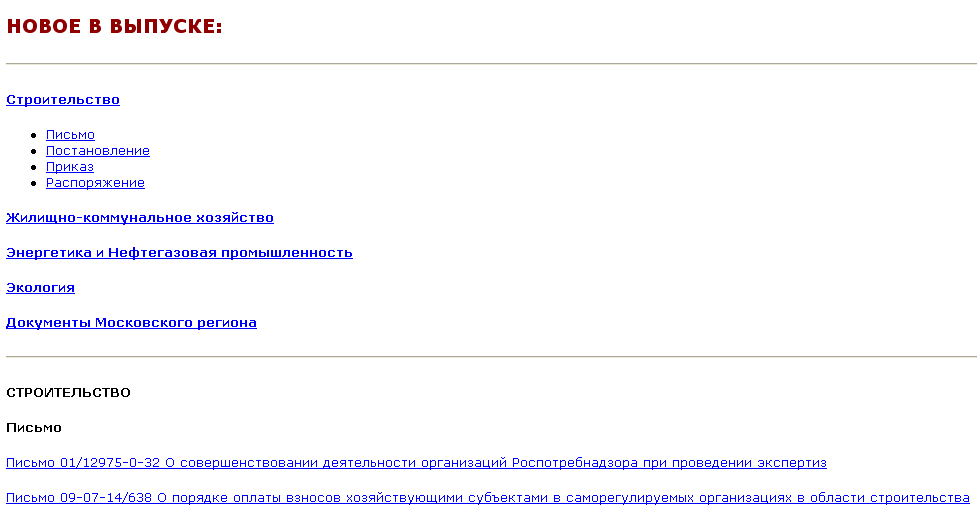 НОВОЕ В ВЫПУСКЕ:
Строительство
Письмо
Постановление
Приказ
Распоряжение
Жилищно-коммунальное хозяйство
Энергетика и Нефтегазовая промышленность
Экология
Документы Московского региона
СТРОИТЕЛЬСТВО
Письмо
Письмо 01/12975-0-32 О совершенствовании деятельности организаций Роспотребнадзора при проведении экспертиз
Письмо 09-07-14/638 О порядке оплаты взносов хозяйствующими субъектами в саморегулируемых организациях в области строительства